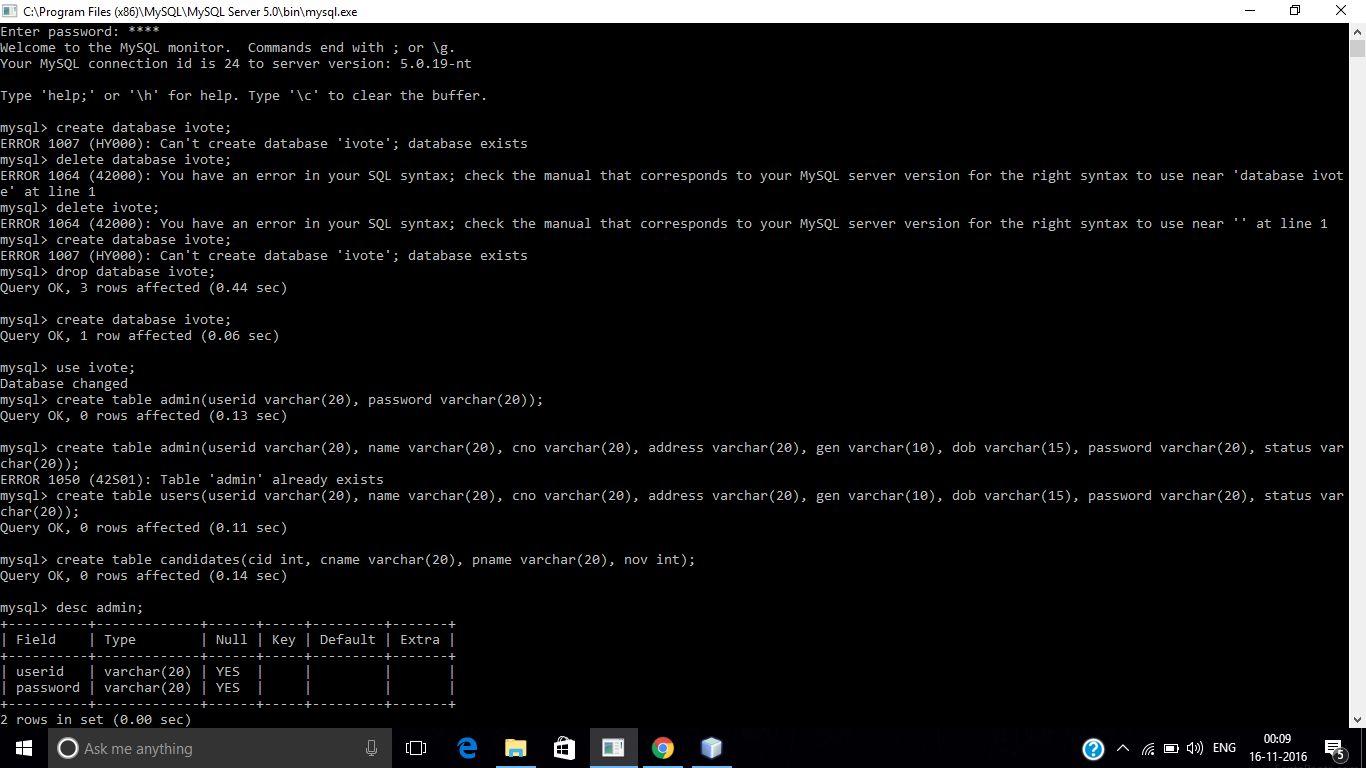 C:\Program Files (x86)\MySQL\MySQL Server 5.0\bin\mysql.exe
Enter password: ****
Welcome to the MySQL monitor.  Commands end with ; or \g.
Your MySQL connection id is 24 to server version: 5.0.19-nt
Type 'help;' or '\h' for help. Type '\c' to clear the buffer.
mysql> create database ivote;
ERROR 1007 (HY000): Can't create database 'ivote'; database exists
mysql> delete database ivote;
ERROR 1064 (42000): You have an error in your SQL syntax; check the manual that corresponds to your MySQL server version for the right syntax to use near 'database ivot
e' at line 1
mysql> delete ivote;
ERROR 1064 (42000): You have an error in your SQL syntax; check the manual that corresponds to your MySQL server version for the right syntax to use near '' at line 1
mysql> create database ivote;
ERROR 1007 (HY000): Can't create database 'ivote'; database exists
mysql> drop database ivote;
Query OK, 3 rows affected (0.44 sec)
mysql> create database ivote;
Query OK, 1 row affected (0.06 sec)
mysql> use ivote;
Database changed
mysql> create table admin(userid varchar(20), password varchar(20));
Query OK, 0 rows affected (0.13 sec)
mysql> create table admin(userid varchar(20), name varchar(20), cno varchar(20), address varchar(20), gen varchar(10), dob varchar(15), password varchar(20), status var
char(20));
ERROR 1050 (42S01): Table 'admin' already exists
mysql> create table users(userid varchar(20), name varchar(20), cno varchar(20), address varchar(20), gen varchar(10), dob varchar(15), password varchar(20), status var
char(20));
Query OK, 0 rows affected (0.11 sec)
mysql> create table candidates(cid int, cname varchar(20), pname varchar(20), nov int);
Query OK, 0 rows affected (0.14 sec)
mysql> desc admin;
+----------+-------------+------+-----+---------+-------+
| Field    | Type        | Null | Key | Default | Extra |
+----------+-------------+------+-----+---------+-------+
| userid   | varchar(20) | YES  |     |         |       |
| password | varchar(20) | YES  |     |         |       |
+----------+-------------+------+-----+---------+-------+
2 rows in set (0.00 sec)
Ask me anything
ENG
00:09
16-11-2016
5